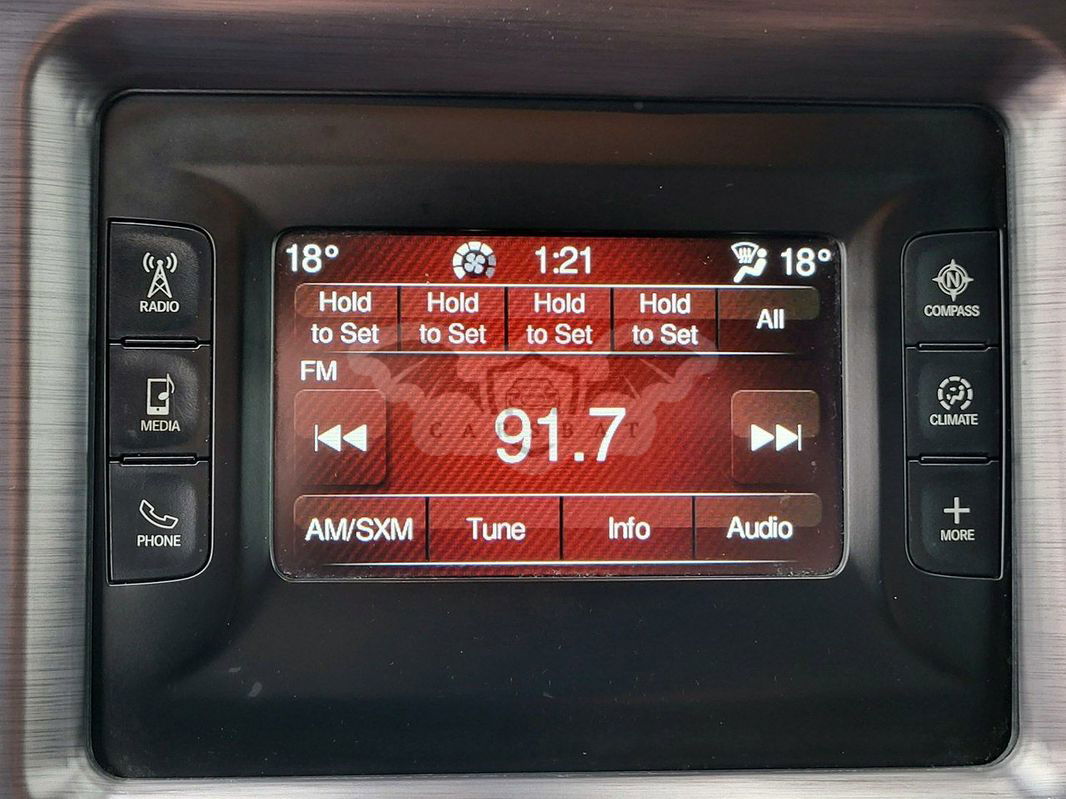 18° 1:21 18°
Hold to Set
Hold to Set
Hold to Set
Hold to Set
All
FM
91.7
AM/SXM Tune Info Audio
RADIO
MEDIA
PHONE
N
COMPASS
CLIMATE
MORE